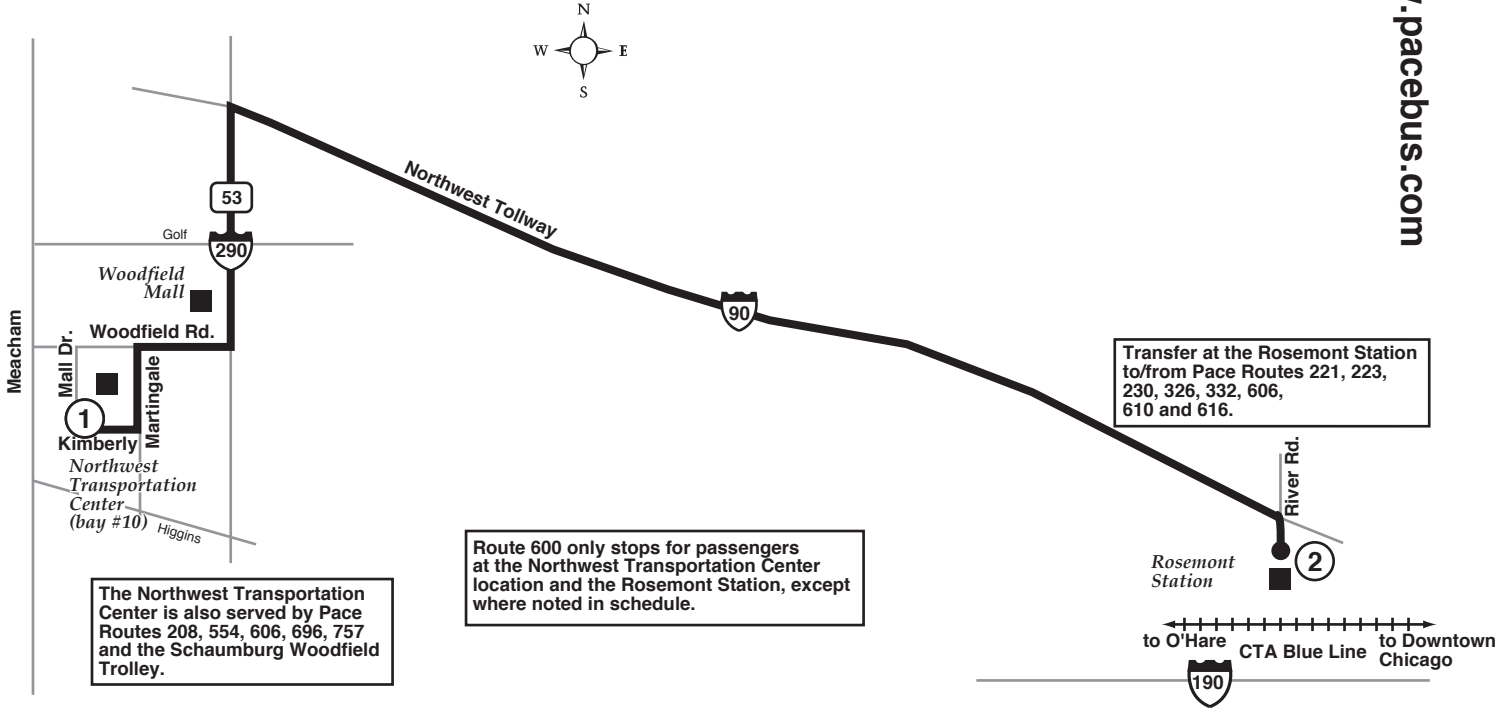 N
W
E
S
.pacebus.com
53
Golf
290
Woodfield
Mall
Northwest Tollway
90
Meacham
Woodfield Rd.
Mall Dr.
Martingale
1
Kimberly
Northwest
Transportation
Center
(bay #10)
Higgins
Transfer at the Rosemont Station
to/from Pace Routes 221, 223,
230, 326, 332, 606,
610 and 616.
River Rd.
Rosemont
Station
2
Route 600 only stops for passengers
at the Northwest Transportation Center
location and the Rosemont Station, except
where noted in schedule.
The Northwest Transportation
Center is also served by Pace
Routes 208, 554, 606, 696, 757
and the Schaumburg Woodfield
Trolley.
to O'Hare
CTA Blue Line
to Downtown
Chicago
190